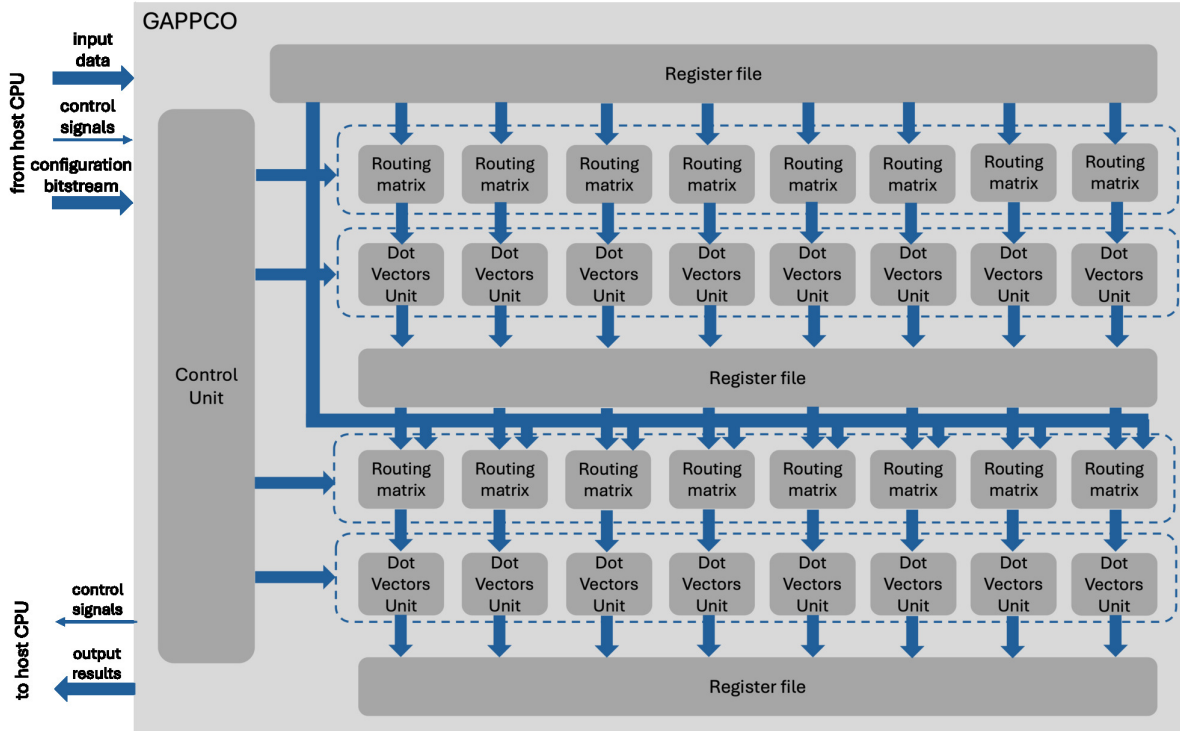 GAPPCO
input
data
control
signals
configuration
bitstream
from host CPU
Register file
Routing
matrix
Routing
matrix
Routing
matrix
Routing
matrix
Routing
matrix
Routing
matrix
Routing
matrix
Routing
matrix
Dot
Vectors
Unit
Dot
Vectors
Unit
Dot
Vectors
Unit
Dot
Vectors
Unit
Dot
Vectors
Unit
Dot
Vectors
Unit
Dot
Vectors
Unit
Dot
Vectors
Unit
Control
Unit
Register file
Routing
matrix
Routing
matrix
Routing
matrix
Routing
matrix
Routing
matrix
Routing
matrix
Routing
matrix
Routing
matrix
Dot
Vectors
Unit
Dot
Vectors
Unit
Dot
Vectors
Unit
Dot
Vectors
Unit
Dot
Vectors
Unit
Dot
Vectors
Unit
Dot
Vectors
Unit
Dot
Vectors
Unit
control
signals
output
results
to host CPU
Register file